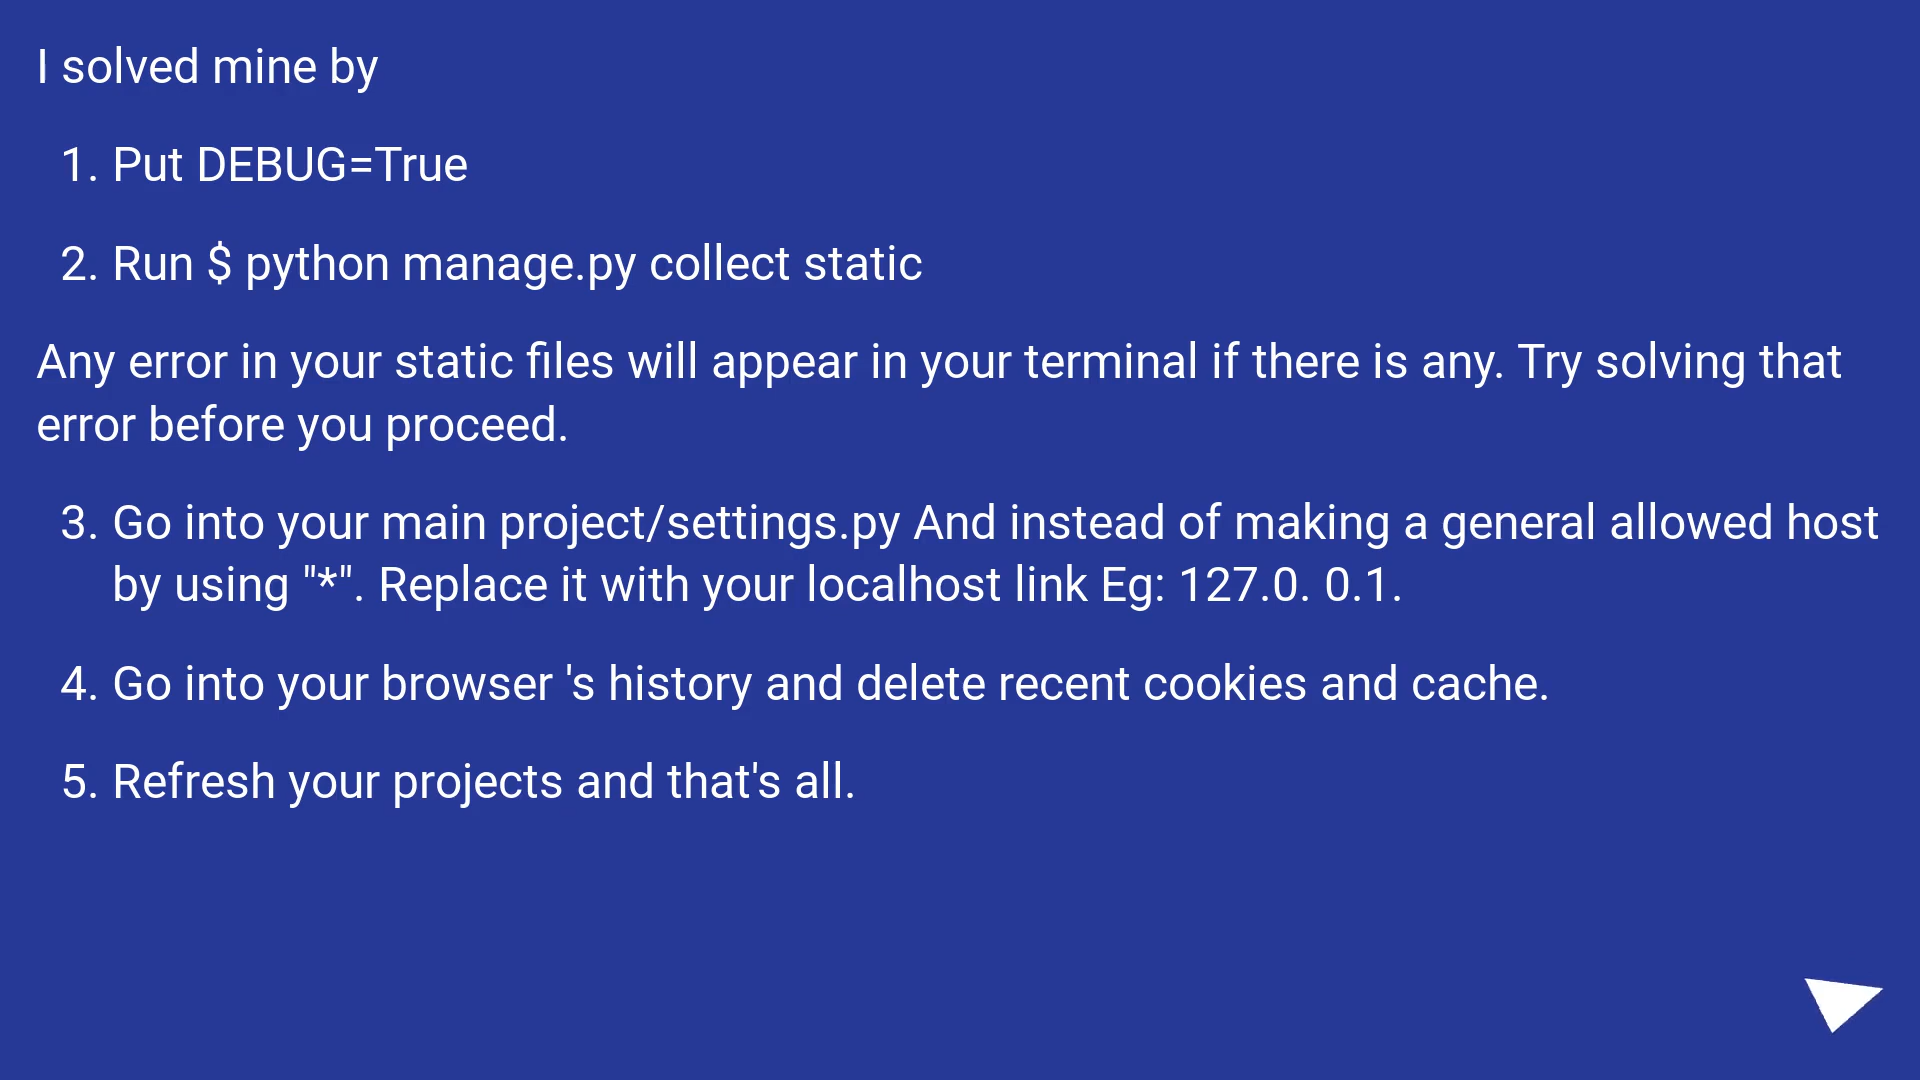 I solved mine by
1. Put DEBUG=True
2. Run $ python manage.py collect static
Any error in your static files will appear in your terminal if there is any. Try solving that
error before you proceed.
3. Go into your main project/settings.py And instead of making a general allowed host
by using "*". Replace it with your localhost link Eg: 127.0. 0.1.
4. Go into your browser 's history and delete recent cookies and cache.
5. Refresh your projects and that's all.